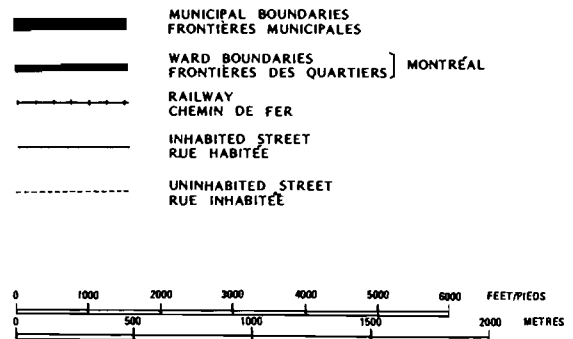 MUNICIPAL BOUNDARIES
FRONTIÈRES MUNICIPALES
WARD BOUNDARIES
FRONTIÈRES DES QUARTIERS] MONTRÉAL
RAILWAY
CHEMIN DE FER
INHABITED STREET
RUE HABITÉE
UNINHABITED STREET
RUE INHABITÉE
0 1000 2000 3000 4000 5000 6000 FEET/PIEDS
0 500 1000 1500 2000 METRES